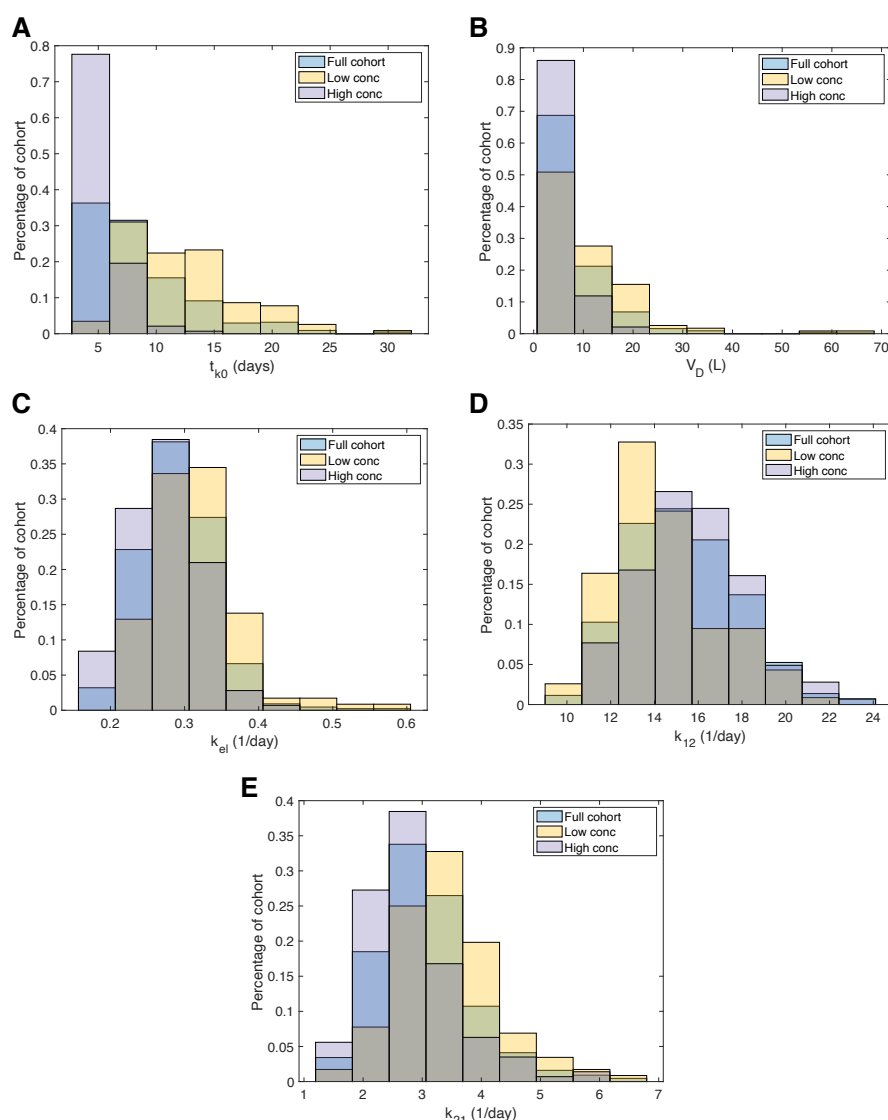 A
Percentage of cohort
0.8
0.7
0.6
0.5
0.4
0.3
0.2
0.1
0
Full cohort
Low conc
High conc
5 10 15 20 25 30
t_k0 (days)
B
Percentage of cohort
0.9
0.8
0.7
0.6
0.5
0.4
0.3
0.2
0.1
0
Full cohort
Low conc
High conc
0 10 20 30 40 50 60 70
V_D (L)
C
Percentage of cohort
0.4
0.35
0.3
0.25
0.2
0.15
0.1
0.05
0
Full cohort
Low conc
High conc
0.2 0.3 0.4 0.5 0.6
k_el (1/day)
D
Percentage of cohort
0.35
0.3
0.25
0.2
0.15
0.1
0.05
0
Full cohort
Low conc
High conc
10 12 14 16 18 20 22 24
k_12 (1/day)
E
Percentage of cohort
0.4
0.35
0.3
0.25
0.2
0.15
0.1
0.05
0
Full cohort
Low conc
High conc
1 2 3 4 5 6 7
k_21 (1/day)